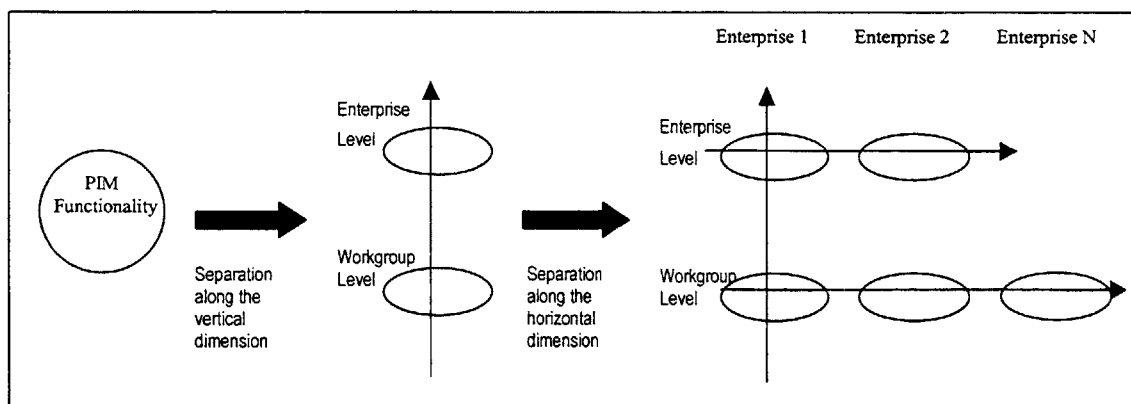 PIM
Functionality
Separation
along the
vertical
dimension
Enterprise
Level
Workgroup
Level
Separation
along the
horizontal
dimension
Enterprise 1 Enterprise 2 Enterprise N
Enterprise
Level
Workgroup
Level